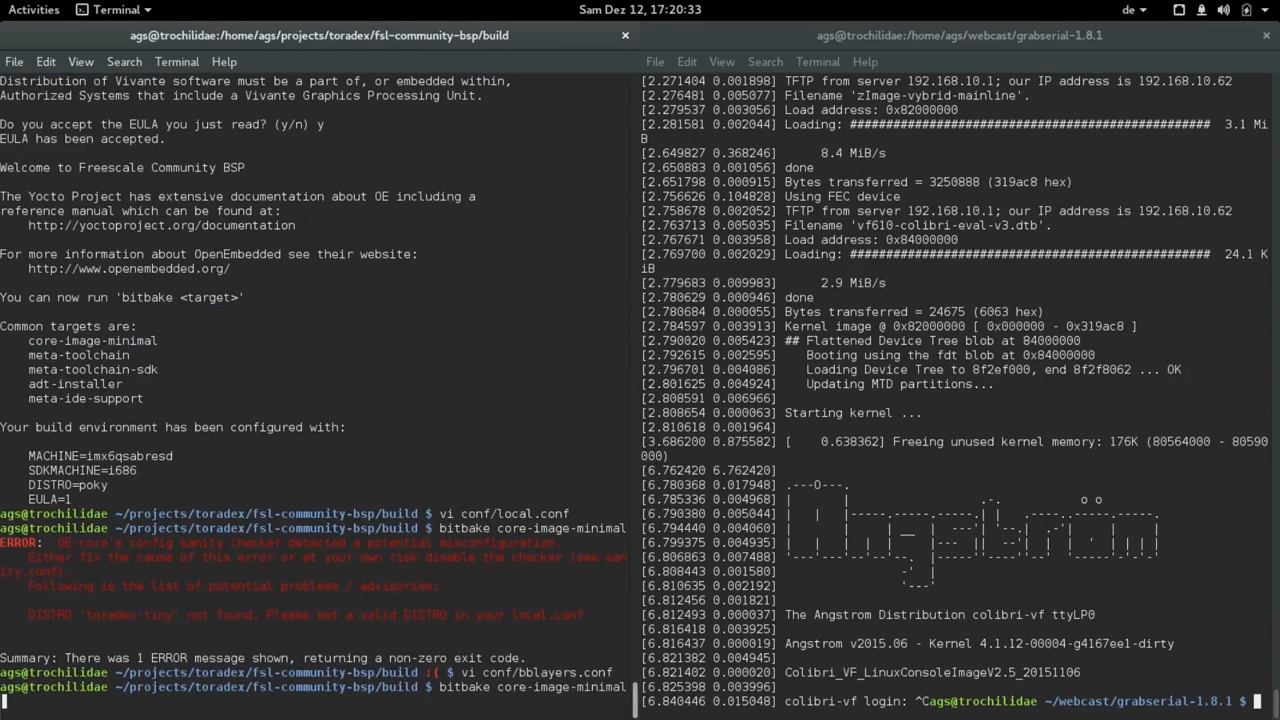 Activities
Terminal
Sam Dez 12, 17:20:33
de
ags@trochilidae:/home/ags/projects/toradex/fsl-community-bsp/build
File Edit View Search Terminal Help
Distribution of Vivante software must be a part of, or embedded within,
Authorized Systems that include a Vivante Graphics Processing Unit.
Do you accept the EULA you just read? (y/n) y
EULA has been accepted.
Welcome to Freescale Community BSP
The Yocto Project has extensive documentation about OE including a
reference manual which can be found at:
http://yoctoproject.org/documentation
For more information about OpenEmbedded see their website:
http://www.openembedded.org/
You can now run 'bitbake <target>'
Common targets are:
core-image-minimal
meta-toolchain
meta-toolchain-sdk
adt-installer
meta-ide-support
Your build environment has been configured with:
MACHINE=imx6qsabresd
SDKMACHINE=i686
DISTRO=poky
EULA=1
ags@trochilidae ~/projects/toradex/fsl-community-bsp/build $ vi conf/local.conf
ags@trochilidae ~/projects/toradex/fsl-community-bsp/build $ bitbake core-image-minimal
ERROR: OE-core's config sanity checker detected a potential misconfiguration.
Either fix the cause of this error or at your own risk disable the checker (see san
ity.conf).
Following is the list of potential problems / advisories:
DISTRO 'toradex-tiny' not found. Please set a valid DISTRO in your local.conf
Summary: There was 1 ERROR message shown, returning a non-zero exit code.
ags@trochilidae ~/projects/toradex/fsl-community-bsp/build :( $ vi conf/bblayers.conf
ags@trochilidae ~/projects/toradex/fsl-community-bsp/build $ bitbake core-image-minimal
ags@trochilidae:/home/ags/webcast/grabserial-1.8.1
File Edit View Search Terminal Help
[2.271404 0.001898] TFTP from server 192.168.10.1; our IP address is 192.168.10.62
[2.276481 0.005077] Filename 'zImage-vybrid-mainline'.
[2.279537 0.003056] Load address: 0x82000000
[2.281581 0.002044] Loading: ################################################## 3.1 Mi
B
[2.649827 0.368246] 8.4 MiB/s
[2.650883 0.001056] done
[2.651798 0.000915] Bytes transferred = 3250888 (319ac8 hex)
[2.756626 0.104828] Using FEC device
[2.758678 0.002052] TFTP from server 192.168.10.1; our IP address is 192.168.10.62
[2.763713 0.005035] Filename 'vf610-colibri-eval-v3.dtb'.
[2.767671 0.003958] Load address: 0x84000000
[2.769700 0.002029] Loading: ################################################## 24.1 K
iB
[2.779683 0.009983] 2.9 MiB/s
[2.780629 0.000946] done
[2.780684 0.000055] Bytes transferred = 24675 (6063 hex)
[2.784597 0.003913] Kernel image @ 0x82000000 [ 0x000000 - 0x319ac8 ]
[2.790020 0.005423] ## Flattened Device Tree blob at 84000000
[2.792615 0.002595] Booting using the fdt blob at 0x84000000
[2.796701 0.004086] Loading Device Tree to 8f2ef000, end 8f2f8062 ... OK
[2.801625 0.004924] Updating MTD partitions...
[2.808591 0.006966]
[2.808654 0.000063] Starting kernel ...
[2.810618 0.001964]
[3.686200 0.875582] [ 0.638362] Freeing unused kernel memory: 176K (80564000 - 80590
000)
[6.762420 6.762420]
[6.780368 0.017948]
[6.785336 0.004968]
[6.790380 0.005044]
[6.794440 0.004060]
[6.799375 0.004935]
[6.806863 0.007488]
[6.808443 0.001580]
[6.810635 0.002192]
[6.812456 0.001821]
[6.812493 0.000037] The Angstrom Distribution colibri-vf ttyLP0
[6.816418 0.003925]
[6.816437 0.000019] Angstrom v2015.06 - Kernel 4.1.12-00004-g4167ee1-dirty
[6.821382 0.004945]
[6.821402 0.000020] Colibri_VF_LinuxConsoleImageV2.5_20151106
[6.825398 0.003996]
[6.840446 0.015048] colibri-vf login: ^Cags@trochilidae ~/webcast/grabserial-1.8.1 $